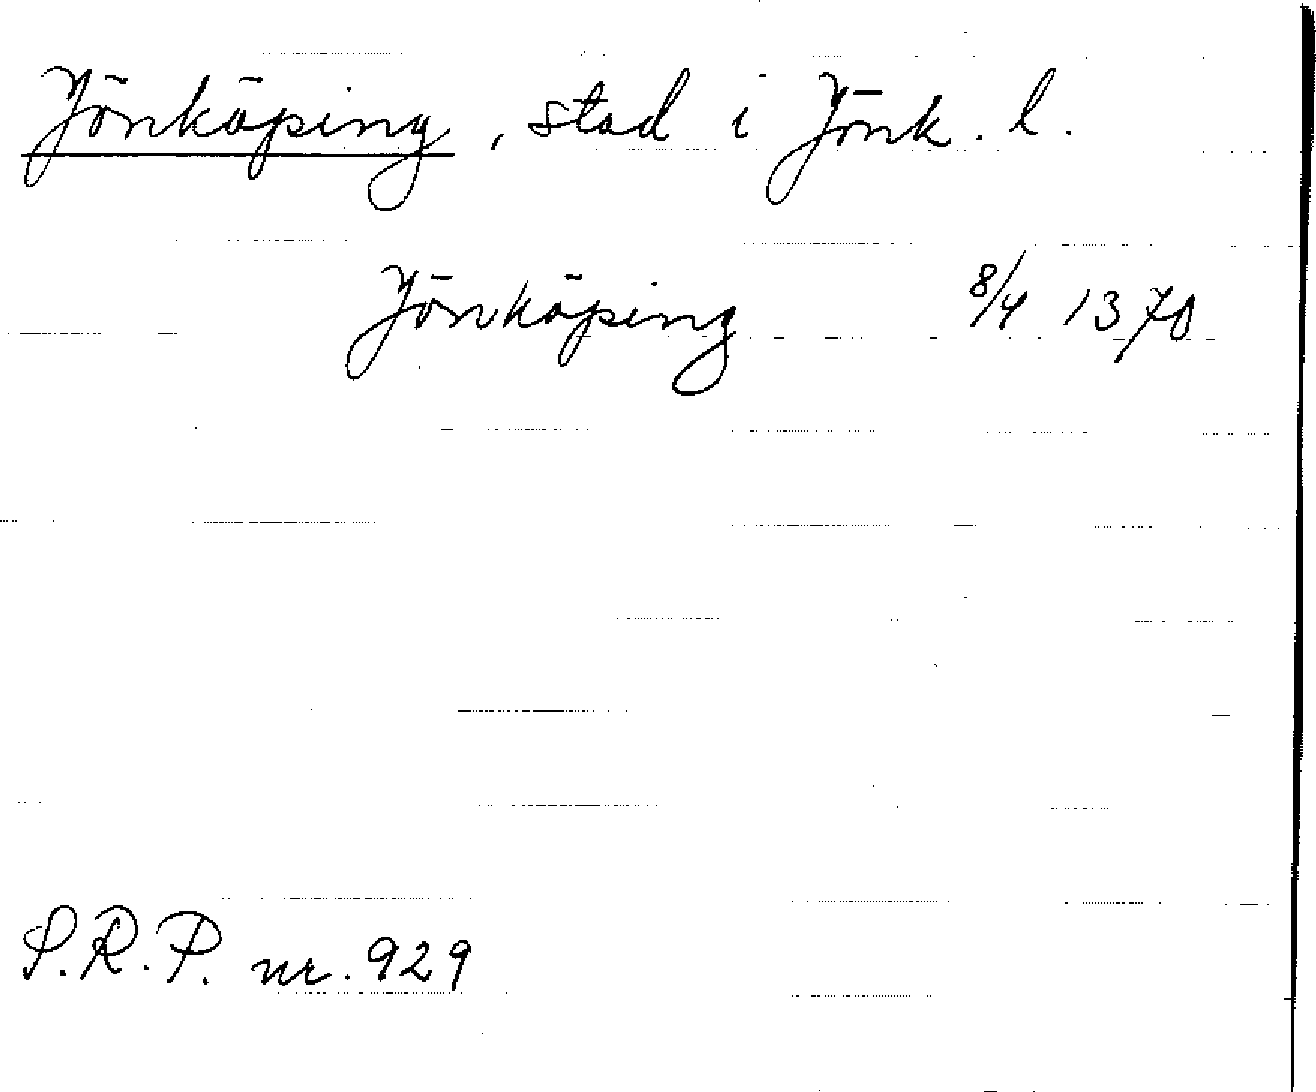 Jönköping, stad i Jönk. l.
Jönköping 8/4 1370
S.R.P. nr. 929